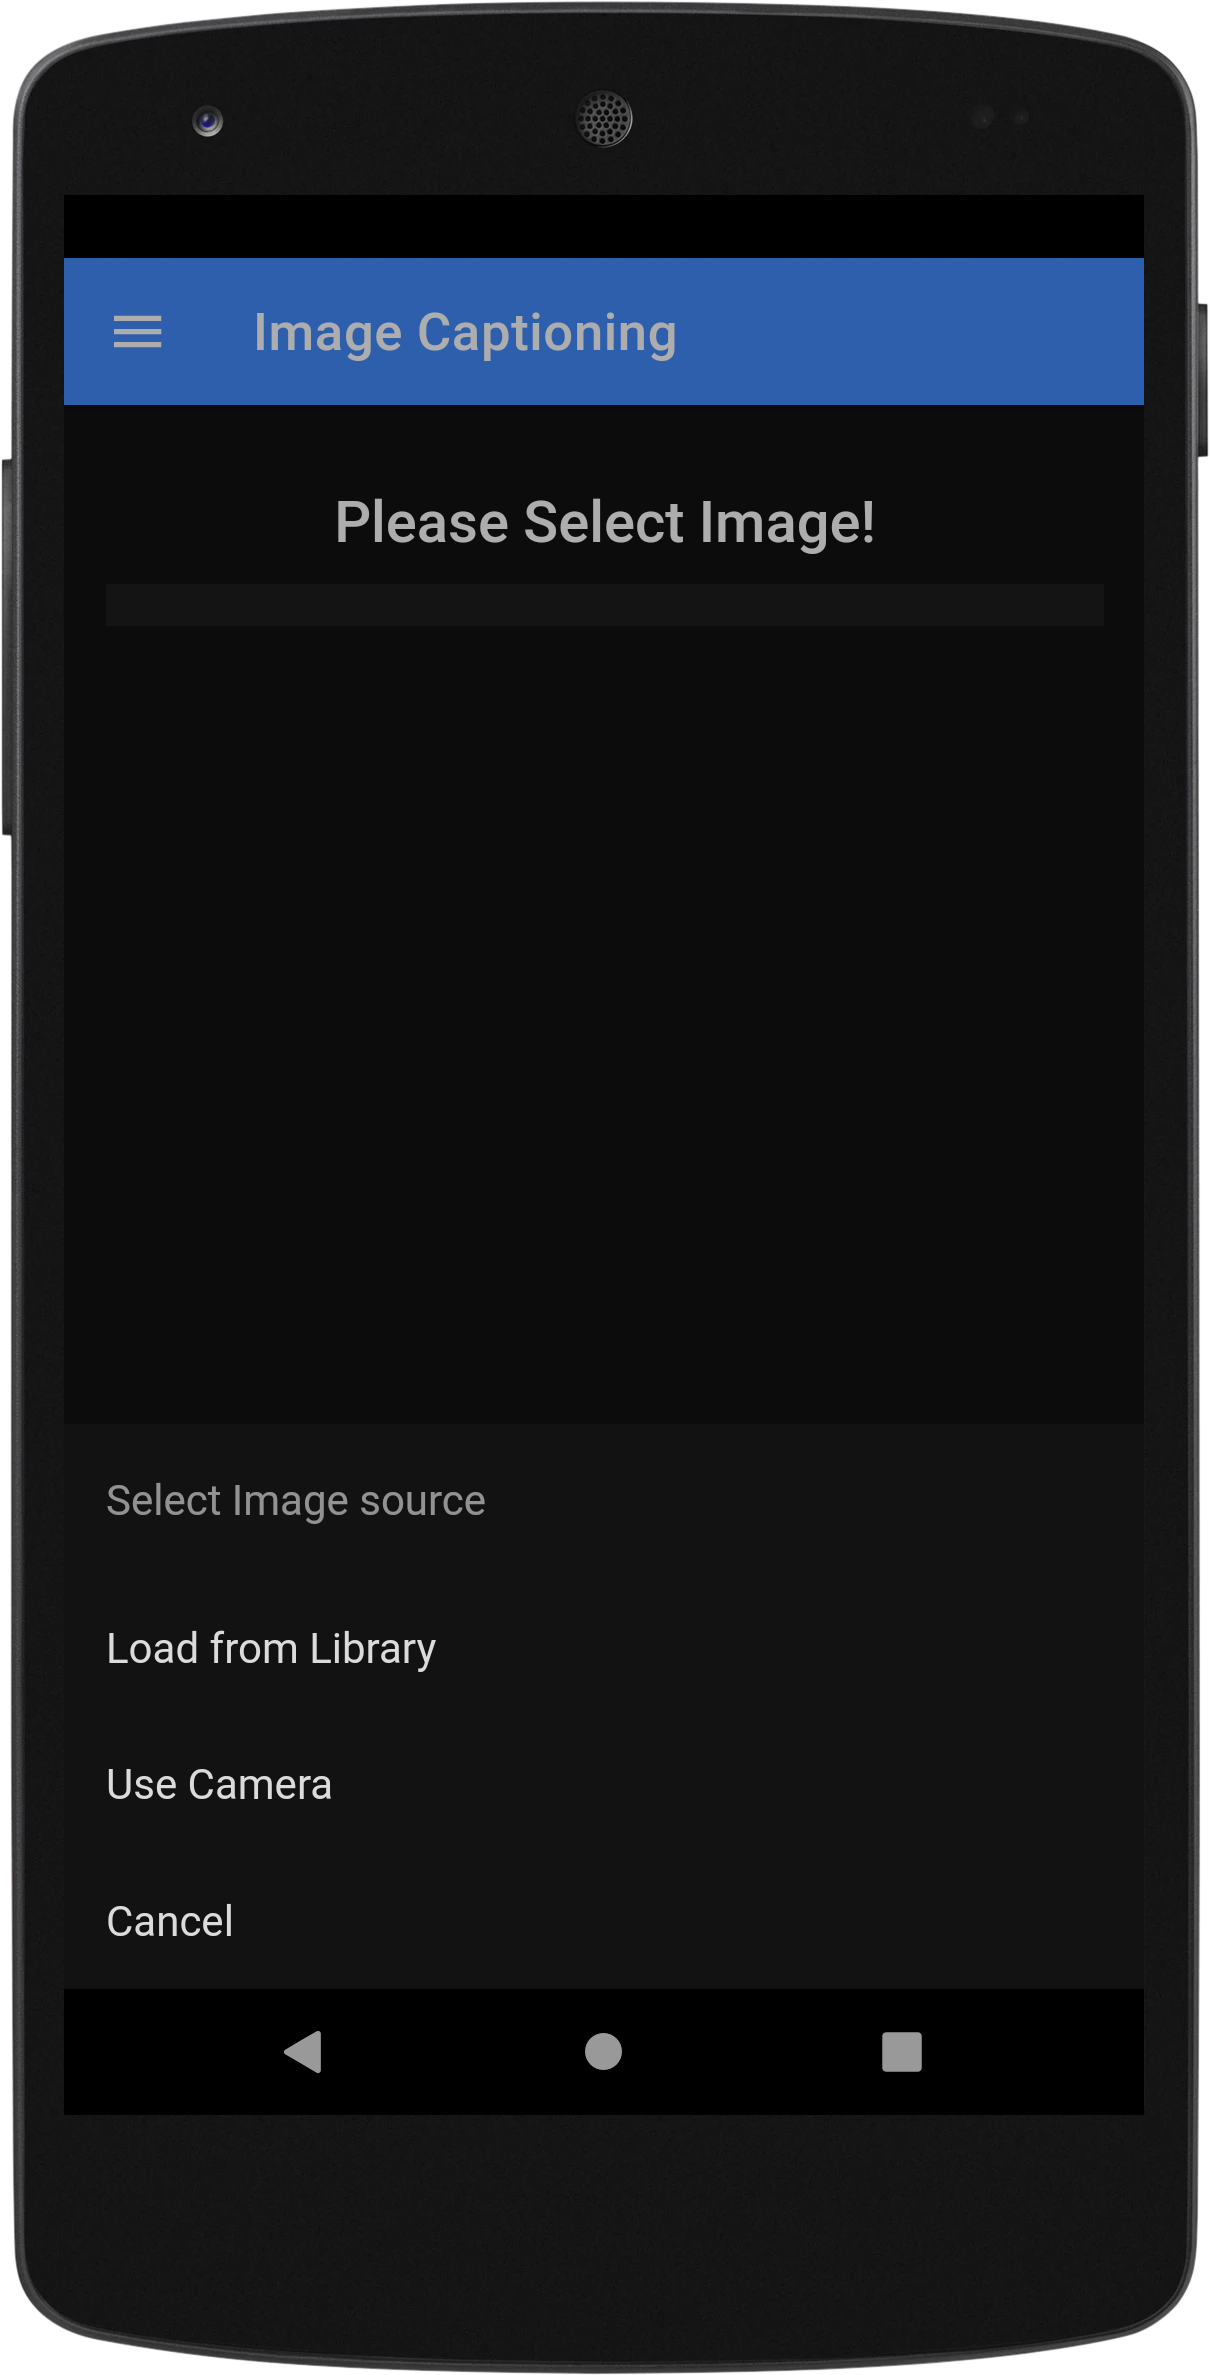 Image Captioning
Please Select Image!
Select Image source
Load from Library
Use Camera
Cancel